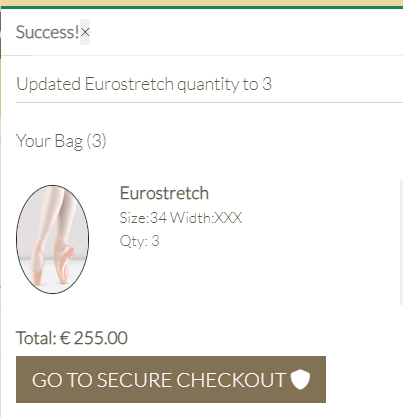 Success!×
Updated Eurostretch quantity to 3
Your Bag (3)
Eurostretch
Size:34 Width:XXX
Qty: 3
Total: € 255.00
GO TO SECURE CHECKOUT